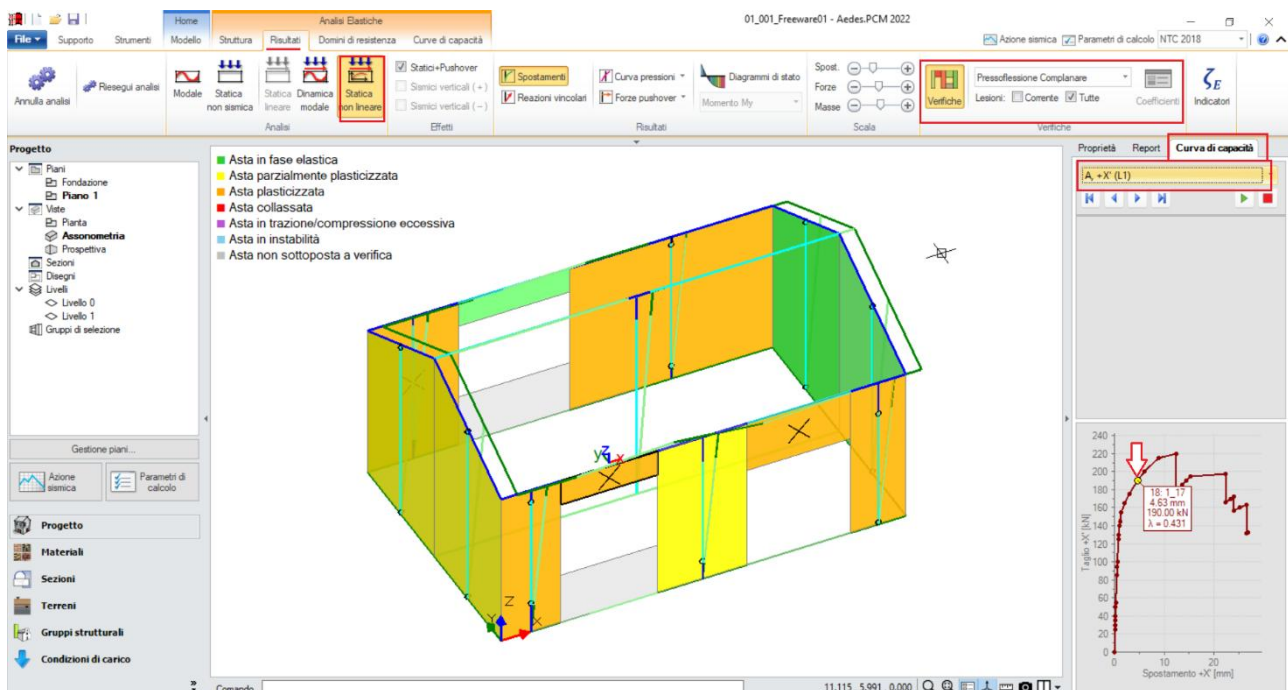 01_001_Freeware01 - Aedes.PCM 2022
Home
Analisi Elastiche
File
Supporto
Strumenti
Modello
Struttura
Risultati
Domini di resistenza
Curve di capacità
Azione sismica
Parametri di calcolo
NTC 2018
Annulla analisi
Riesegui analisi
Modale
Statica non sismica
Statica lineare
Dinamica modale
Statica non lineare
Analisi
Statici+Pushover
Sismici verticali (+)
Sismici verticali (−)
Effetti
Spostamenti
Reazioni vincolari
Curva pressioni
Forze pushover
Diagrammi di stato
Momento My
Risultati
Spost.
Forze
Masse
Scala
Verifiche
Pressoflessione Complanare
Lesioni:
Corrente
Tutte
Coefficienti
Verifiche
ζE
Indicatori
Progetto
Piani
Fondazione
Piano 1
Viste
Pianta
Assonometria
Prospettiva
Sezioni
Disegni
Livelli
Livello 0
Livello 1
Gruppi di selezione
Gestione piani...
Azione sismica
Parametri di calcolo
Progetto
Materiali
Sezioni
Terreni
Gruppi strutturali
Condizioni di carico
Asta in fase elastica
Asta parzialmente plasticizzata
Asta plasticizzata
Asta collassata
Asta in trazione/compressione eccessiva
Asta in instabilità
Asta non sottoposta a verifica
y Z x
Z
Y
X
Comando
11.115 5.991 0.000
Proprietà
Report
Curva di capacità
A, +X' (L1)
240
220
200
180
160
140
120
100
80
60
40
20
0
Taglio +X' [kN]
18: 1_17
4.63 mm
190.00 kN
λ = 0.431
0
10
20
Spostamento +X' [mm]